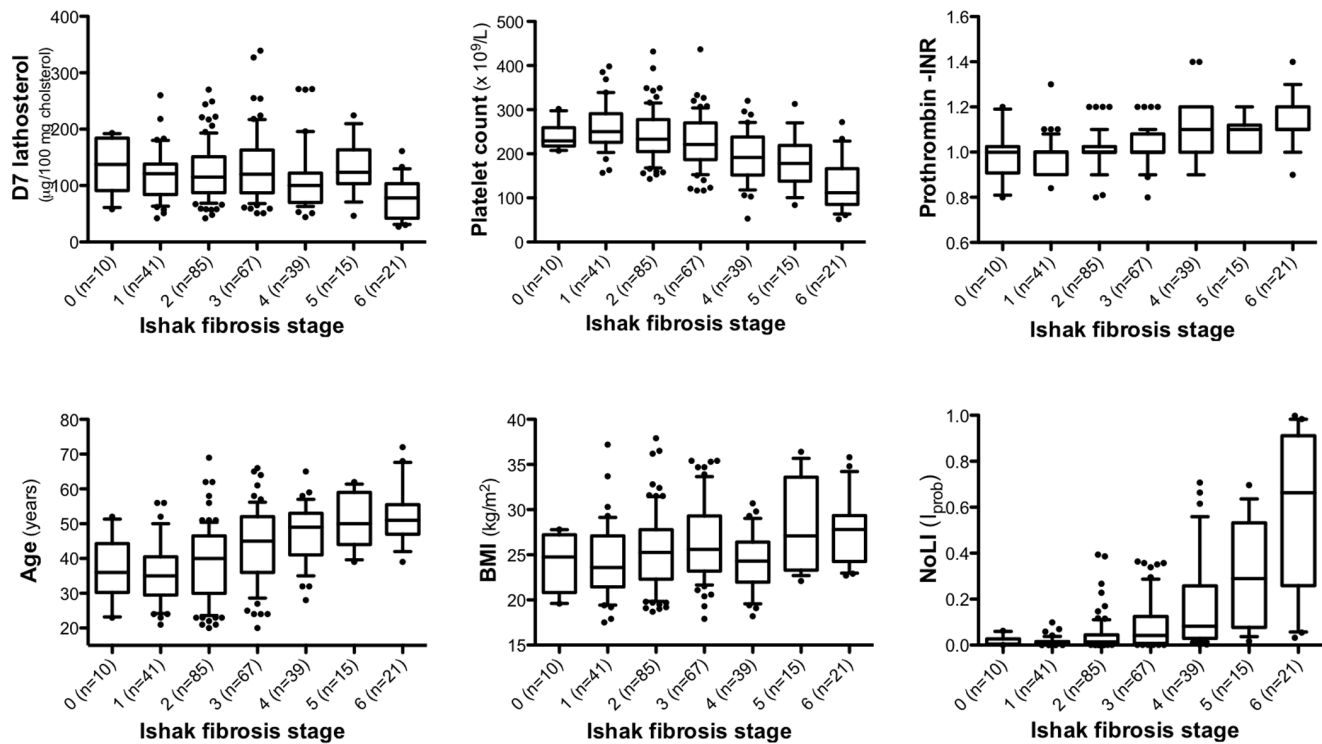 D7 lathosterol
(μg/100 mg cholsterol)
400
300
200
100
0
0 (n=10)
1 (n=41)
2 (n=85)
3 (n=67)
4 (n=39)
5 (n=15)
6 (n=21)
Ishak fibrosis stage
Platelet count (x 10^9/L)
500
400
300
200
100
0
0 (n=10)
1 (n=41)
2 (n=85)
3 (n=67)
4 (n=39)
5 (n=15)
6 (n=21)
Ishak fibrosis stage
Prothrombin -INR
1.6
1.4
1.2
1.0
0.8
0.6
0 (n=10)
1 (n=41)
2 (n=85)
3 (n=67)
4 (n=39)
5 (n=15)
6 (n=21)
Ishak fibrosis stage
Age (years)
80
70
60
50
40
30
20
0 (n=10)
1 (n=41)
2 (n=85)
3 (n=67)
4 (n=39)
5 (n=15)
6 (n=21)
Ishak fibrosis stage
BMI (kg/m²)
40
35
30
25
20
15
0 (n=10)
1 (n=41)
2 (n=85)
3 (n=67)
4 (n=39)
5 (n=15)
6 (n=21)
Ishak fibrosis stage
NoLI (I_prob)
1.0
0.8
0.6
0.4
0.2
0.0
0 (n=10)
1 (n=41)
2 (n=85)
3 (n=67)
4 (n=39)
5 (n=15)
6 (n=21)
Ishak fibrosis stage